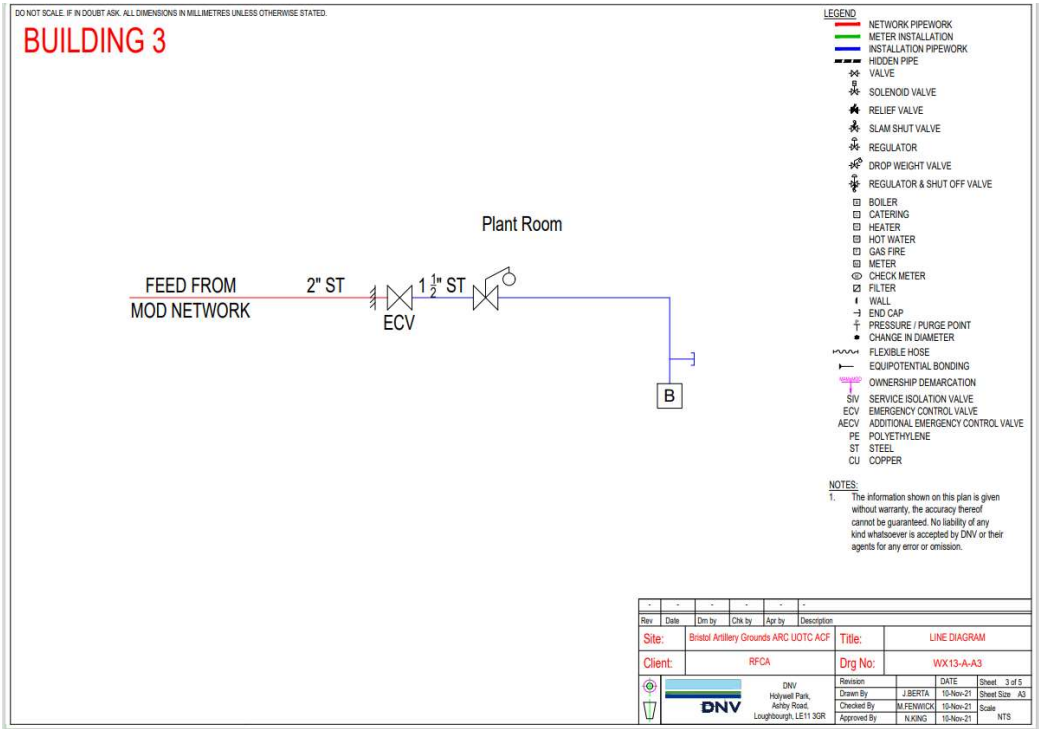 DO NOT SCALE. IF IN DOUBT ASK. ALL DIMENSIONS IN MILLIMETRES UNLESS OTHERWISE STATED.
BUILDING 3
Plant Room
FEED FROM
MOD NETWORK
2" ST
ECV
1 1/2" ST
B
LEGEND
NETWORK PIPEWORK
METER INSTALLATION
INSTALLATION PIPEWORK
HIDDEN PIPE
VALVE
SOLENOID VALVE
RELIEF VALVE
SLAM SHUT VALVE
REGULATOR
DROP WEIGHT VALVE
REGULATOR & SHUT OFF VALVE
BOILER
CATERING
HEATER
HOT WATER
GAS FIRE
METER
CHECK METER
FILTER
WALL
END CAP
PRESSURE / PURGE POINT
CHANGE IN DIAMETER
FLEXIBLE HOSE
EQUIPOTENTIAL BONDING
OWNERSHIP DEMARCATION
SIV SERVICE ISOLATION VALVE
ECV EMERGENCY CONTROL VALVE
AECV ADDITIONAL EMERGENCY CONTROL VALVE
PE POLYETHYLENE
ST STEEL
CU COPPER
NOTES:
1. The information shown on this plan is given
without warranty, the accuracy thereof
cannot be guaranteed. No liability of any
kind whatsoever is accepted by DNV or their
agents for any error or omission.
- - - - - -
Rev Date Drn by Chk by Apr by Description
Site: Bristol Artillery Grounds ARC UOTC ACF Title: LINE DIAGRAM
Client: RFCA Drg No: WX13-A-A3
DNV
DNV
Holywell Park,
Ashby Road,
Loughbourgh, LE11 3GR
Revision DATE Sheet 3 of 5
Drawn By J.BERTA 10-Nov-21 Sheet Size A3
Checked By M.FENWICK 10-Nov-21 Scale
Approved By N.KING 10-Nov-21 NTS